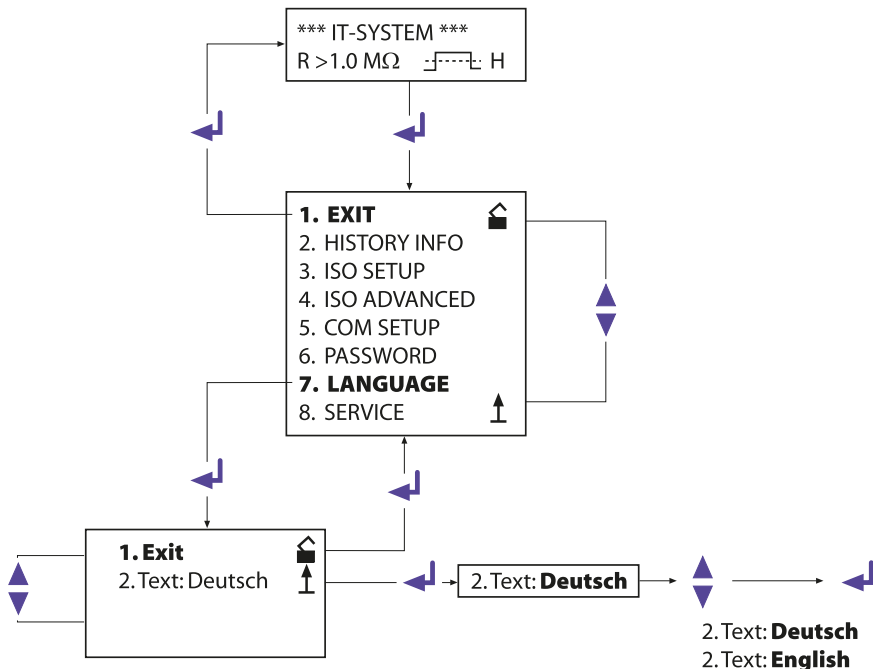 *** IT-SYSTEM ***
R >1.0 MΩ H
1. EXIT
2. HISTORY INFO
3. ISO SETUP
4. ISO ADVANCED
5. COM SETUP
6. PASSWORD
7. LANGUAGE
8. SERVICE
1. Exit
2. Text: Deutsch
2. Text: Deutsch
2. Text: Deutsch
2. Text: English